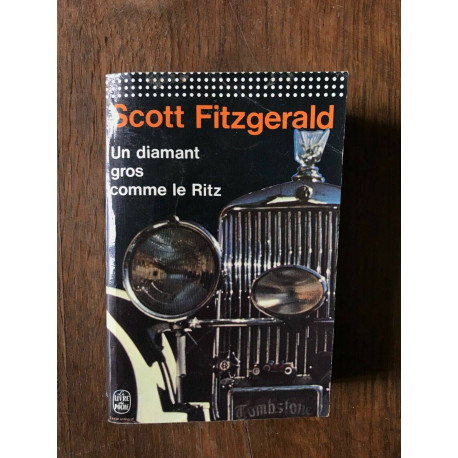 Scott Fitzgerald
Un diamant
gros
comme le Ritz
LE
LIVRE
DE
POCHE
Tombstone